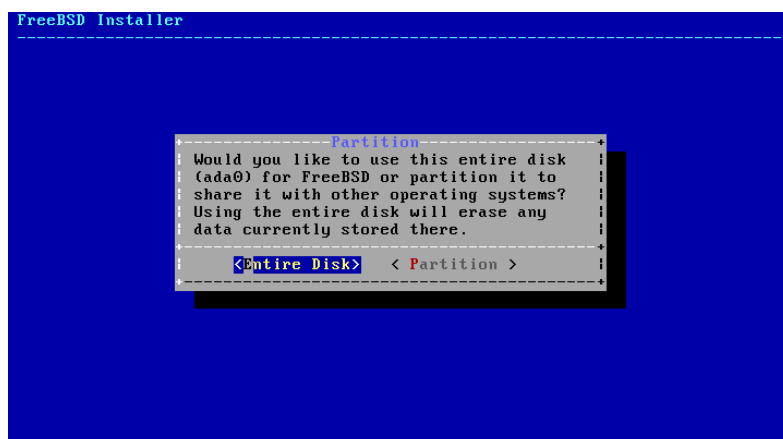 FreeBSD Installer
Partition
Would you like to use this entire disk
(ada0) for FreeBSD or partition it to
share it with other operating systems?
Using the entire disk will erase any
data currently stored there.
<Entire Disk> < Partition >